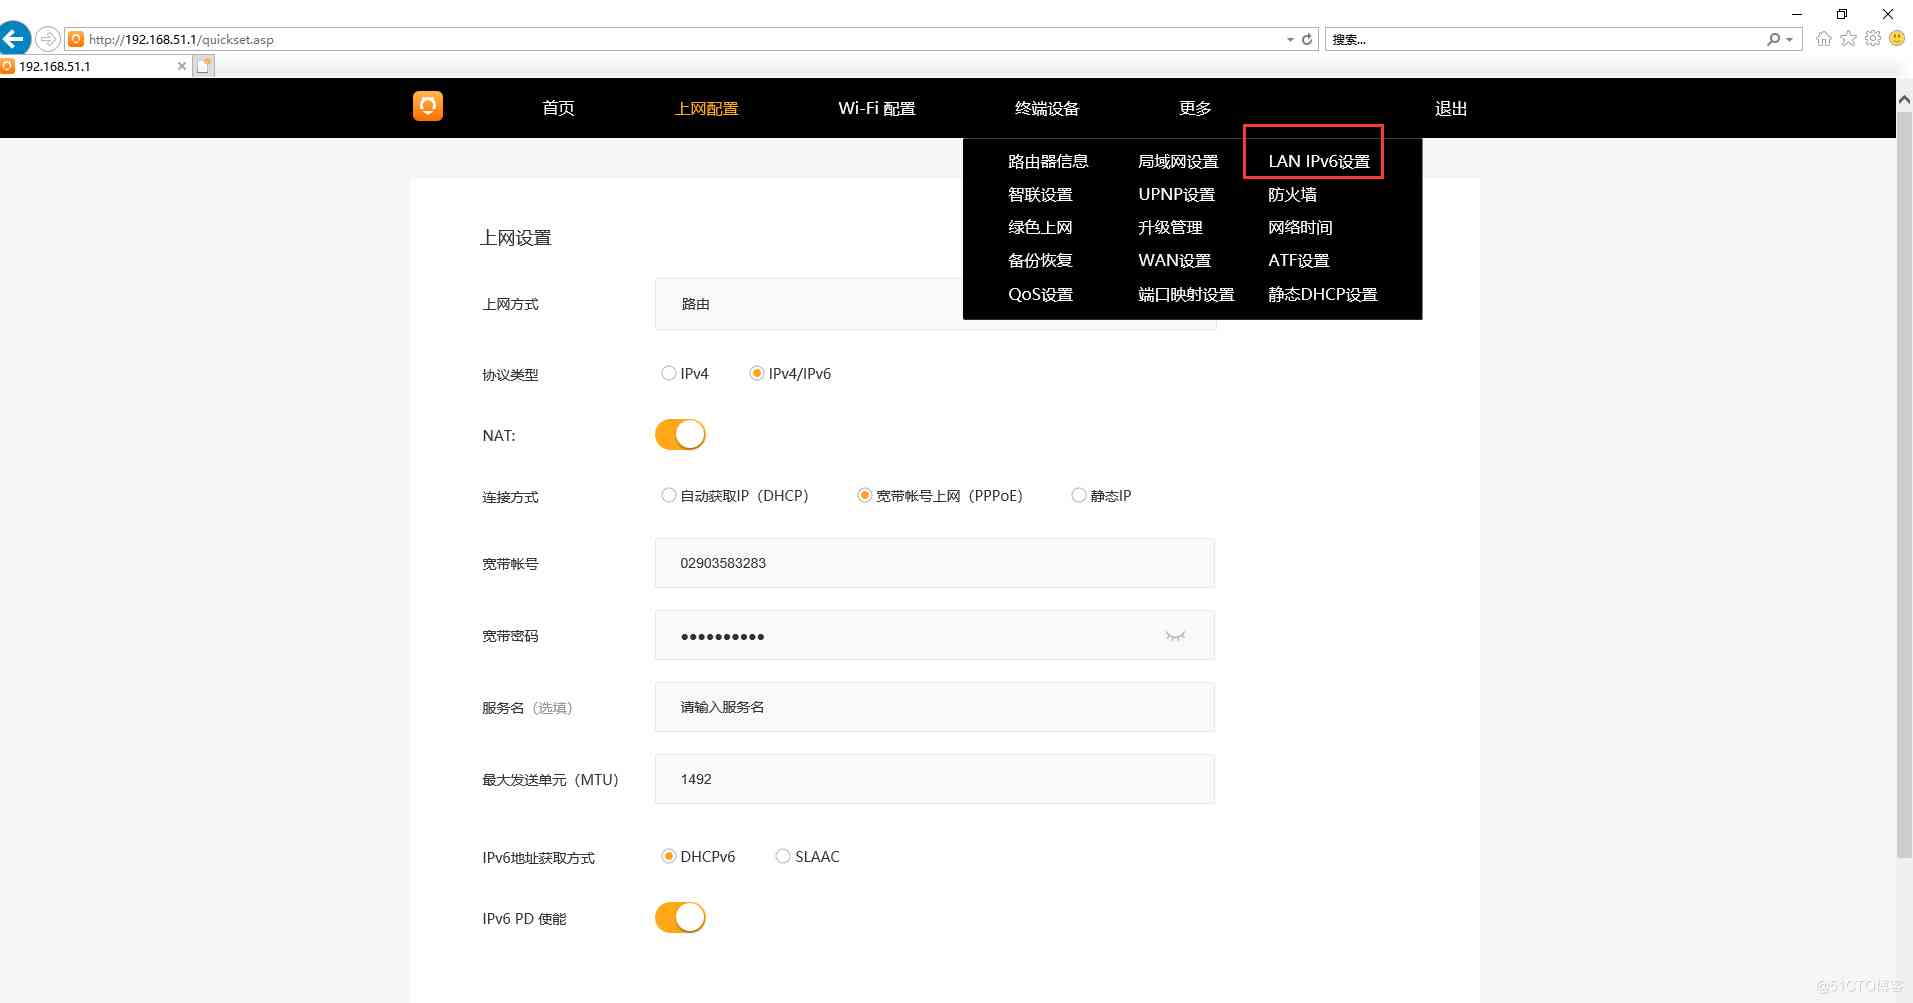 http://192.168.51.1/quickset.asp
搜索...
192.168.51.1
首页
上网配置
Wi-Fi 配置
终端设备
更多
退出
路由器信息 局域网设置 LAN IPv6设置
智联设置 UPNP设置 防火墙
绿色上网 升级管理 网络时间
备份恢复 WAN设置 ATF设置
QoS设置 端口映射设置 静态DHCP设置
上网设置
上网方式 路由
协议类型 IPv4 IPv4/IPv6
NAT:
连接方式 自动获取IP（DHCP） 宽带帐号上网（PPPoE） 静态IP
宽带帐号 02903583283
宽带密码 ●●●●●●●●●●
服务名（选填） 请输入服务名
最大发送单元（MTU） 1492
IPv6地址获取方式 DHCPv6 SLAAC
IPv6 PD 使能
@51CTO博客